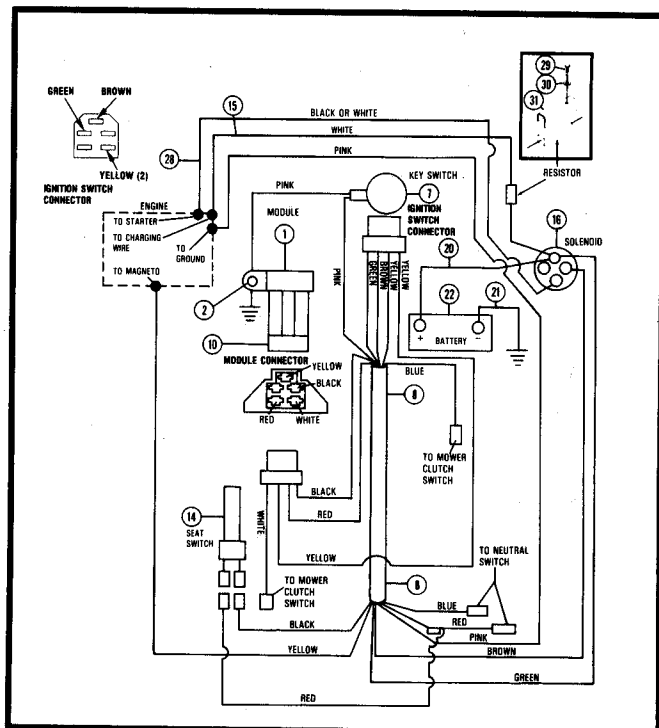 GREEN
BROWN
YELLOW (2)
IGNITION SWITCH
CONNECTOR
15
BLACK OR WHITE
WHITE
PINK
28
29
30
31
RESISTOR
ENGINE
TO STARTER
TO CHARGING
WIRE
TO
GROUND
TO MAGNETO
PINK
MODULE
1
2
10
MODULE CONNECTOR
YELLOW
BLACK
RED
WHITE
KEY SWITCH
7
IGNITION
SWITCH
CONNECTOR
PINK
GREEN
BROWN
YELLOW
YELLOW
16
SOLENOID
20
21
22
+
BATTERY
−
BLUE
8
TO MOWER
CLUTCH
SWITCH
BLACK
RED
WHITE
YELLOW
14
SEAT
SWITCH
TO MOWER
CLUTCH
SWITCH
BLACK
YELLOW
RED
TO NEUTRAL
SWITCH
BLUE
RED
PINK
BROWN
GREEN